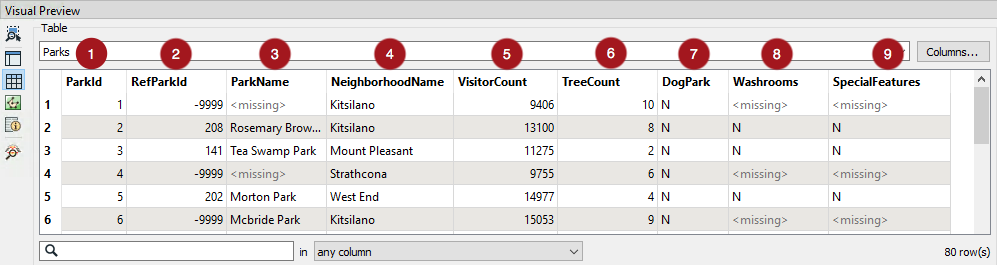 Visual Preview
Table
Parks
Columns...
1 2 3 4 5 6 7 8 9
ParkId RefParkId ParkName NeighborhoodName VisitorCount TreeCount DogPark Washrooms SpecialFeatures
1 1 -9999 <missing> Kitsilano 9406 10 N <missing> <missing>
2 2 208 Rosemary Brow... Kitsilano 13100 8 N N N
3 3 141 Tea Swamp Park Mount Pleasant 11275 2 N N N
4 4 -9999 <missing> Strathcona 9755 6 N <missing> <missing>
5 5 202 Morton Park West End 14977 4 N N N
6 6 -9999 Mcbride Park Kitsilano 15053 9 N <missing> <missing>
in any column 80 row(s)